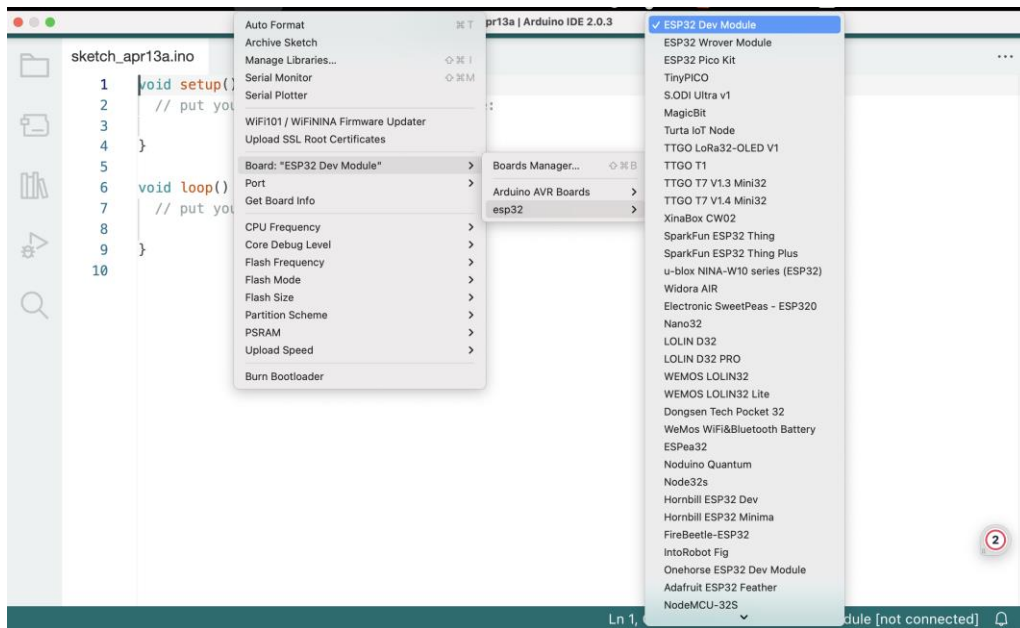 pr13a | Arduino IDE 2.0.3
sketch_apr13a.ino
...
1 void setup()
2 // put you :
3
4 }
5
6 void loop()
7 // put you
8
9 }
10
Auto Format ⌘ T
Archive Sketch
Manage Libraries... ⇧ ⌘ I
Serial Monitor ⇧ ⌘ M
Serial Plotter
WiFi101 / WiFiNINA Firmware Updater
Upload SSL Root Certificates
Board: "ESP32 Dev Module" >
Port >
Get Board Info
CPU Frequency >
Core Debug Level >
Flash Frequency >
Flash Mode >
Flash Size >
Partition Scheme >
PSRAM >
Upload Speed >
Burn Bootloader
Boards Manager... ⇧ ⌘ B
Arduino AVR Boards >
esp32 >
✓ ESP32 Dev Module
ESP32 Wrover Module
ESP32 Pico Kit
TinyPICO
S.ODI Ultra v1
MagicBit
Turta IoT Node
TTGO LoRa32-OLED V1
TTGO T1
TTGO T7 V1.3 Mini32
TTGO T7 V1.4 Mini32
XinaBox CW02
SparkFun ESP32 Thing
SparkFun ESP32 Thing Plus
u-blox NINA-W10 series (ESP32)
Widora AIR
Electronic SweetPeas - ESP320
Nano32
LOLIN D32
LOLIN D32 PRO
WEMOS LOLIN32
WEMOS LOLIN32 Lite
Dongsen Tech Pocket 32
WeMos WiFi&Bluetooth Battery
ESPea32
Noduino Quantum
Node32s
Hornbill ESP32 Dev
Hornbill ESP32 Minima
FireBeetle-ESP32
IntoRobot Fig
Onehorse ESP32 Dev Module
Adafruit ESP32 Feather
NodeMCU-32S
2
Ln 1, dule [not connected]